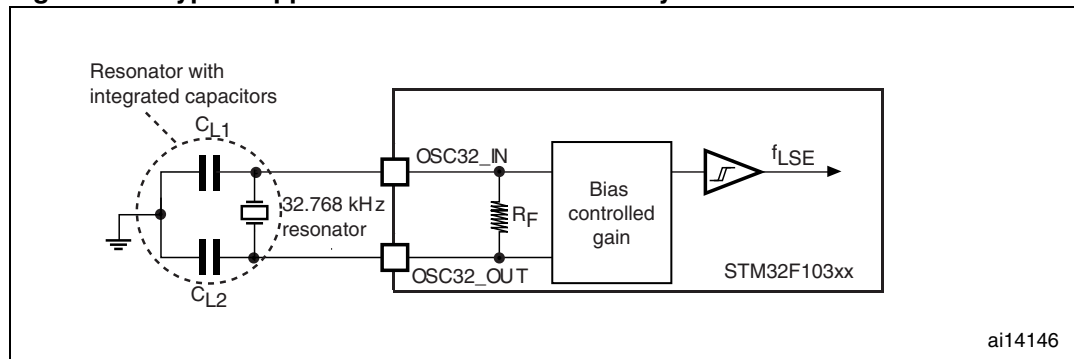 Resonator with
integrated capacitors
CL1
OSC32_IN
fLSE
32.768 kHz
resonator
RF
Bias
controlled
gain
OSC32_OUT
STM32F103xx
CL2
ai14146